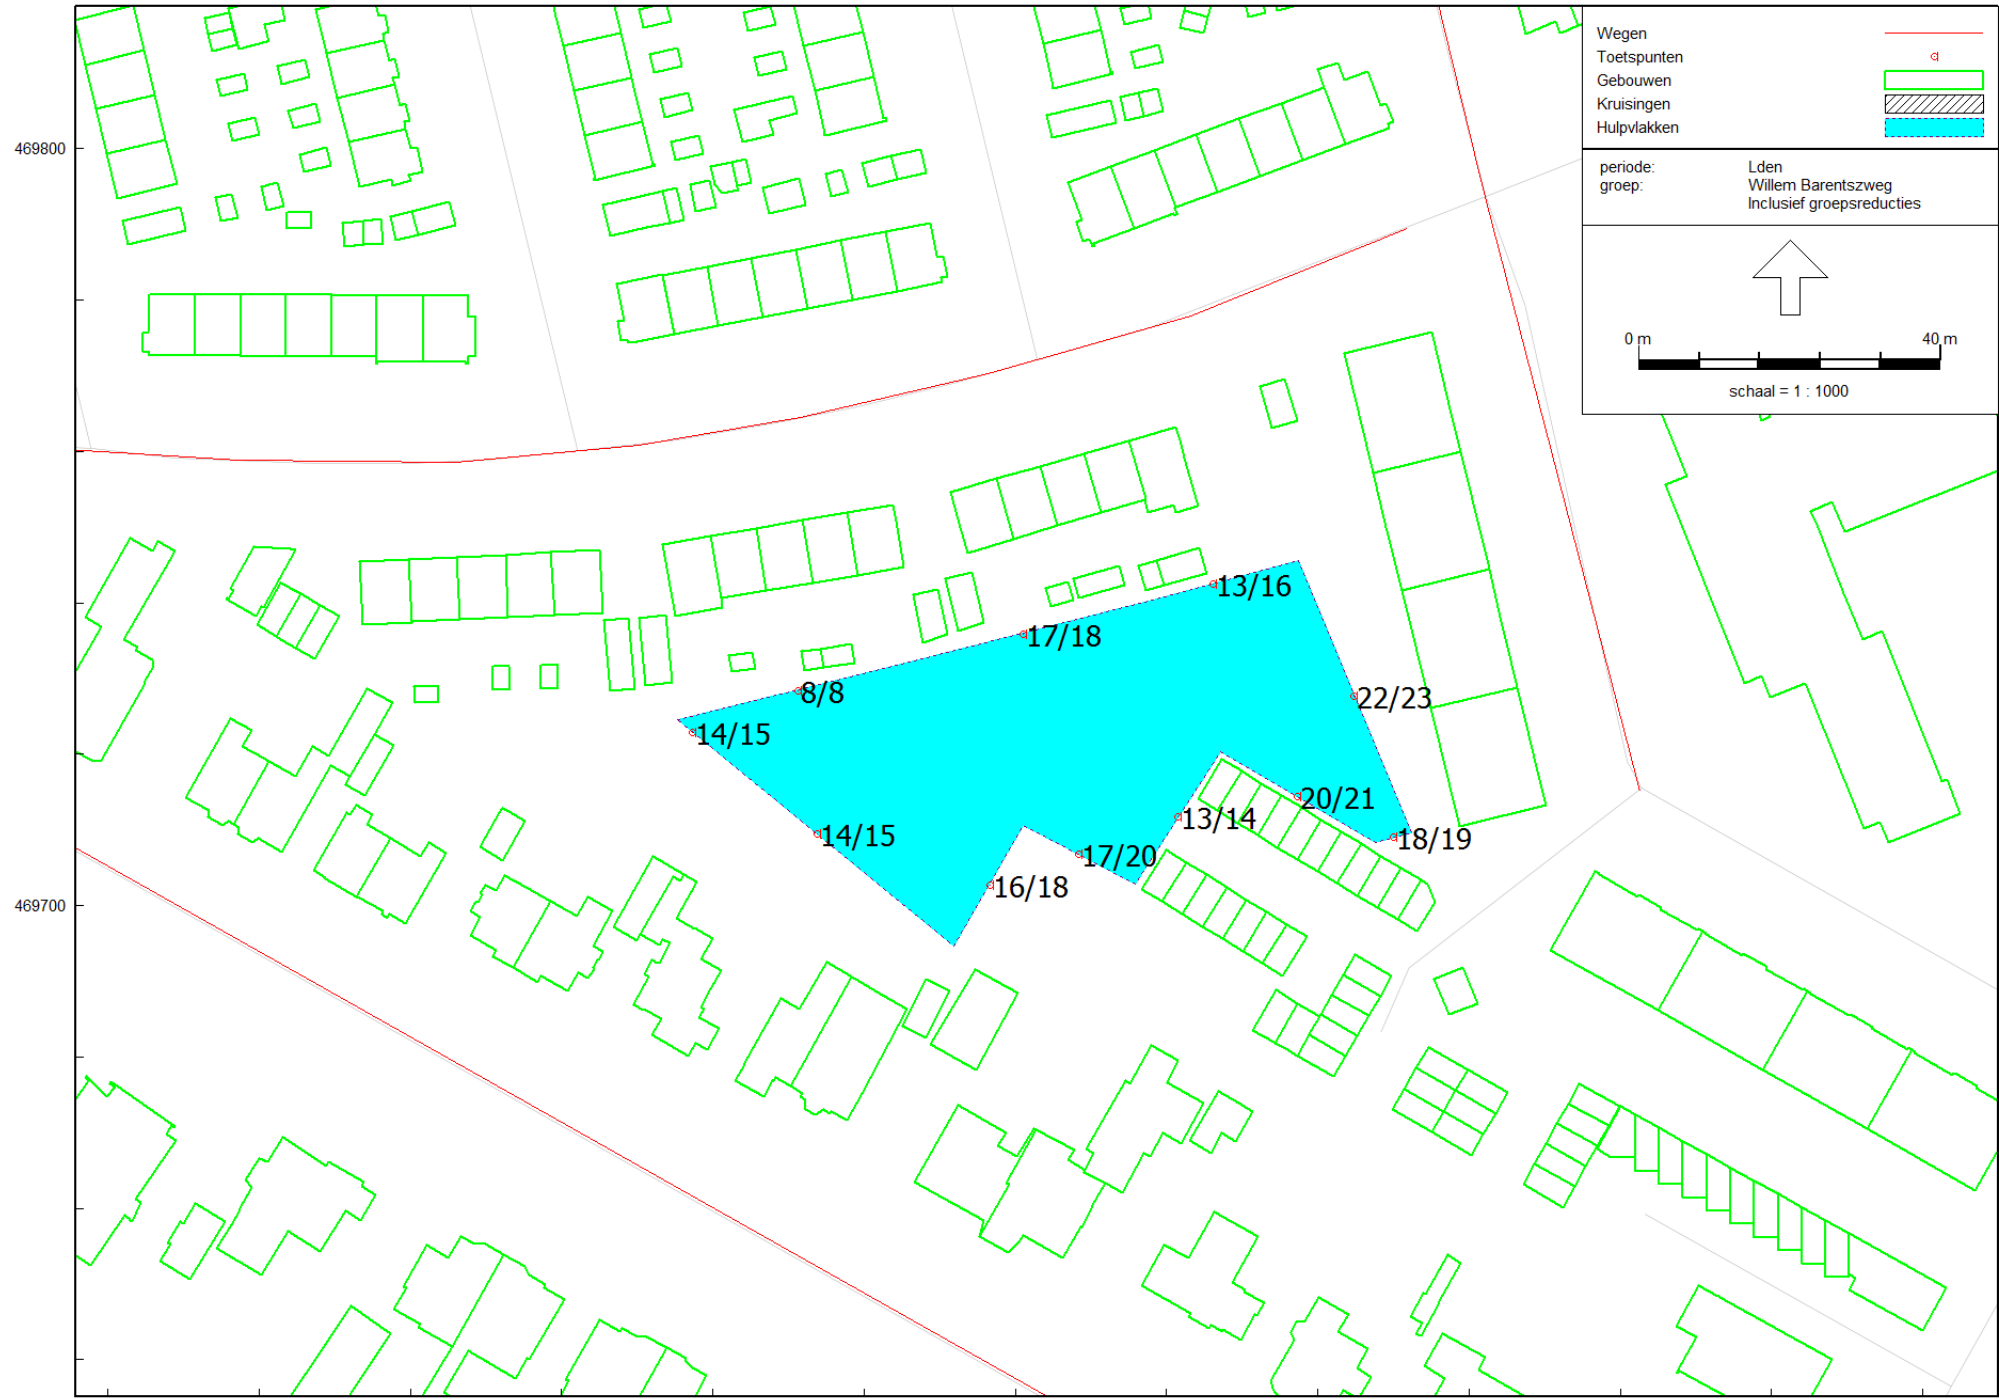 Wegen
Toetspunten
Gebouwen
Kruisingen
Hulpvlakken
periode: Lden
groep: Willem Barentszweg
Inclusief groepsreducties
0 m 40 m
schaal = 1 : 1000
469800
13/16
17/18
8/8
22/23
14/15
20/21
13/14
14/15
18/19
17/20
16/18
469700